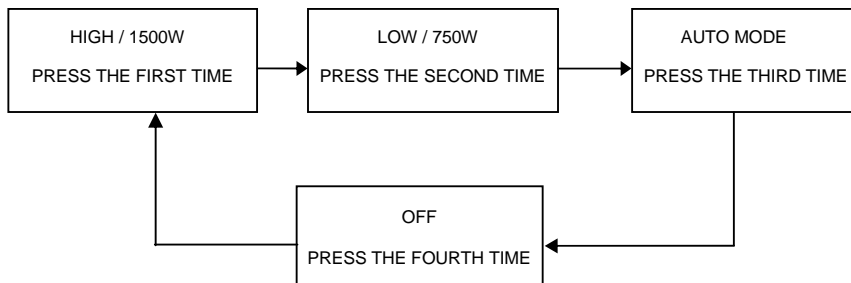 HIGH / 1500W
PRESS THE FIRST TIME
LOW / 750W
PRESS THE SECOND TIME
AUTO MODE
PRESS THE THIRD TIME
OFF
PRESS THE FOURTH TIME